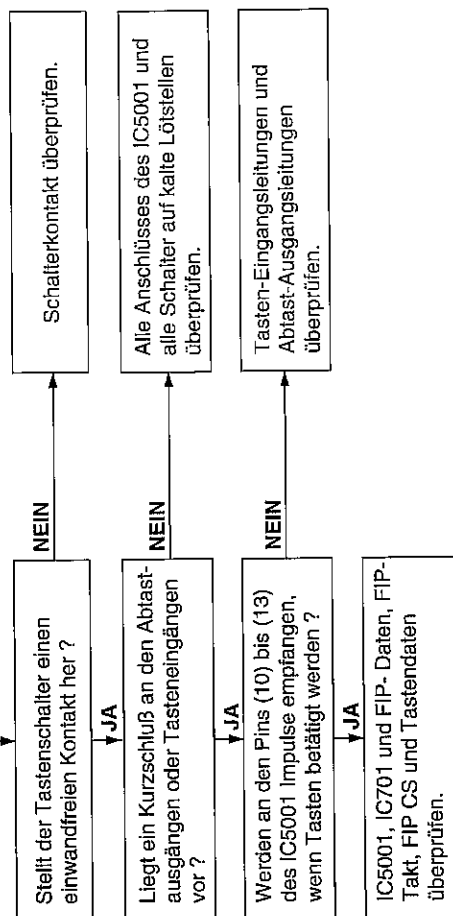 Stellt der Tastenschalter einen
einwandfreien Kontakt her ?
NEIN
Schalterkontakt überprüfen.
JA
Liegt ein Kurzschluß an den Abtast-
ausgängen oder Tasteneingängen
vor ?
NEIN
Alle Anschlüsses des IC5001 und
alle Schalter auf kalte Lötstellen
überprüfen.
JA
Werden an den Pins (10) bis (13)
des IC5001 Impulse empfangen,
wenn Tasten betätigt werden ?
NEIN
Tasten-Eingangsleitungen und
Abtast-Ausgangsleitungen
überprüfen.
JA
IC5001, IC701 und FIP- Daten, FIP-
Takt, FIP CS und Tastendaten
überprüfen.